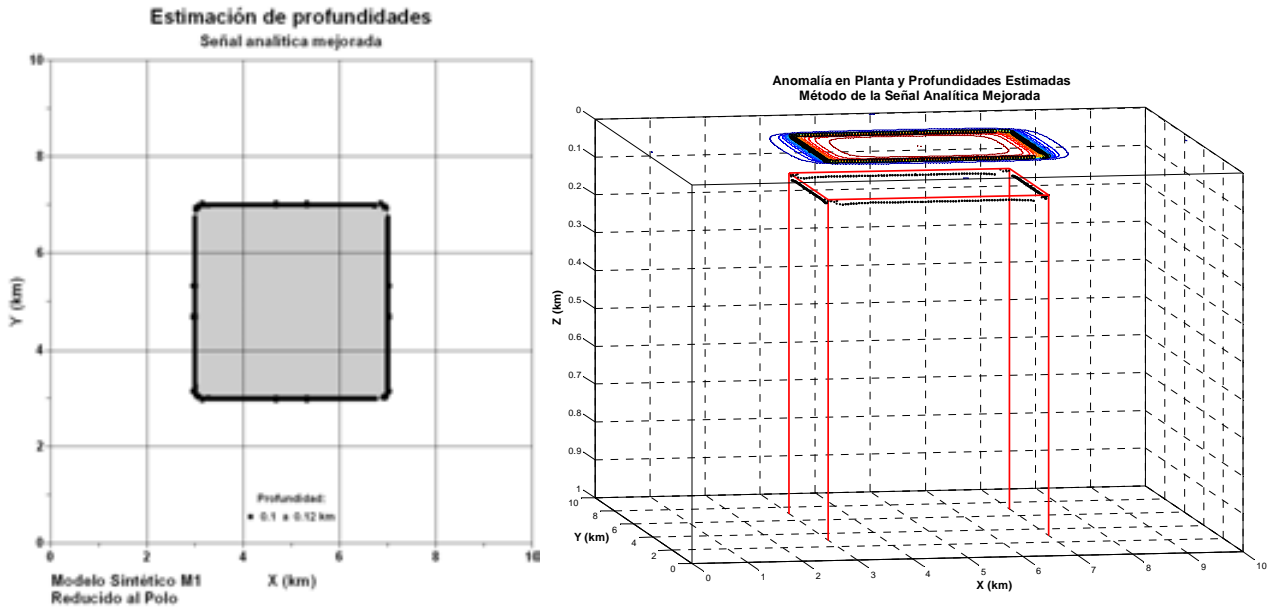 Estimación de profundidades
Señal analítica mejorada
10
8
6
4
2
0
Y (km)
0 2 4 6 8 10
X (km)
Profundidad:
0.1 a 0.12 km
Modelo Sintético M1
Reducido al Polo
Anomalía en Planta y Profundidades Estimadas
Método de la Señal Analítica Mejorada
0
0.1
0.2
0.3
0.4
0.5
0.6
0.7
0.8
0.9
1
Z (km)
10
8
6
4
2
0
Y (km)
0 1 2 3 4 5 6 7 8 9 10
X (km)